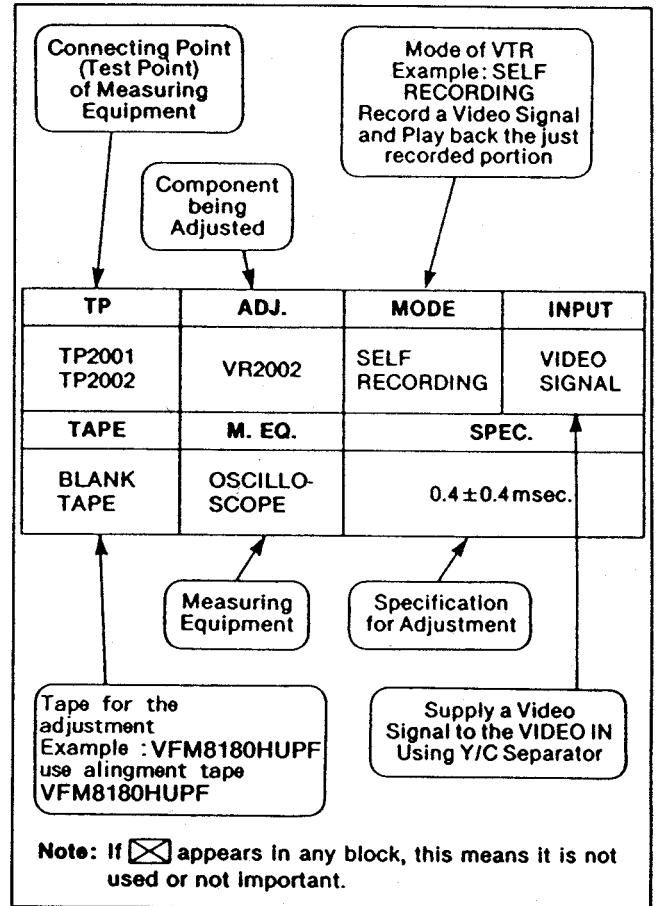 Connecting Point
(Test Point)
of Measuring
Equipment
Mode of VTR
Example: SELF
RECORDING
Record a Video Signal
and Play back the just
recorded portion
Component
being
Adjusted
TP
ADJ.
MODE
INPUT
TP2001
TP2002
VR2002
SELF
RECORDING
VIDEO
SIGNAL
TAPE
M. EQ.
SPEC.
BLANK
TAPE
OSCILLO-
SCOPE
0.4±0.4msec.
Measuring
Equipment
Specification
for Adjustment
Tape for the
adjustment
Example : VFM8180HUPF
use alingment tape
VFM8180HUPF
Supply a Video
Signal to the VIDEO IN
Using Y/C Separator
Note: If appears in any block, this means it is not
used or not important.